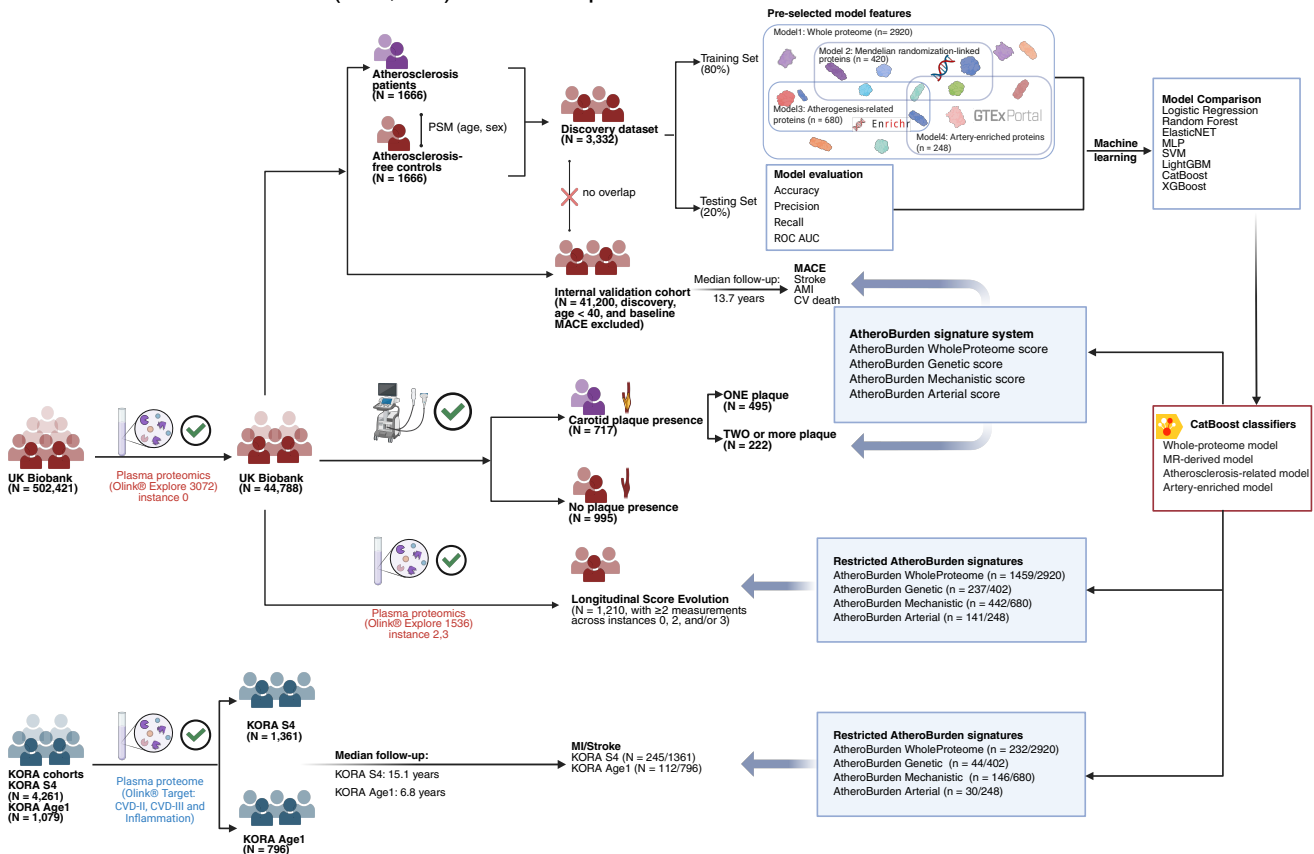 Pre-selected model features
Model1: Whole proteome (n= 2920)
Model 2: Mendelian randomization-linked
proteins (n = 420)
Model3: Atherogenesis-related
proteins (n = 680)
Enrichr
GTExPortal
Model4: Artery-enriched proteins
(n = 248)
Training Set
(80%)
Atherosclerosis
patients
(N = 1666)
PSM (age, sex)
Atherosclerosis-
free controls
(N = 1666)
Discovery dataset
(N = 3,332)
no overlap
Testing Set
(20%)
Model evaluation
Accuracy
Precision
Recall
ROC AUC
Machine
learning
Model Comparison
Logistic Regression
Random Forest
ElasticNET
MLP
SVM
LightGBM
CatBoost
XGBoost
Internal validation cohort
(N = 41,200, discovery,
age < 40, and baseline
MACE excluded)
Median follow-up:
13.7 years
MACE
Stroke
AMI
CV death
AtheroBurden signature system
AtheroBurden WholeProteome score
AtheroBurden Genetic score
AtheroBurden Mechanistic score
AtheroBurden Arterial score
UK Biobank
(N = 502,421)
Plasma proteomics
(Olink® Explore 3072)
instance 0
UK Biobank
(N = 44,788)
Carotid plaque presence
(N = 717)
ONE plaque
(N = 495)
TWO or more plaque
(N = 222)
No plaque presence
(N = 995)
CatBoost classifiers
Whole-proteome model
MR-derived model
Atherosclerosis-related model
Artery-enriched model
Plasma proteomics
(Olink® Explore 1536)
instance 2,3
Longitudinal Score Evolution
(N = 1,210, with ≥2 measurements
across instances 0, 2, and/or 3)
Restricted AtheroBurden signatures
AtheroBurden WholeProteome (n = 1459/2920)
AtheroBurden Genetic (n = 237/402)
AtheroBurden Mechanistic (n = 442/680)
AtheroBurden Arterial (n = 141/248)
KORA cohorts
KORA S4
(N = 4,261)
KORA Age1
(N = 1,079)
Plasma proteome
(Olink® Target:
CVD-II, CVD-III and
Inflammation)
KORA S4
(N = 1,361)
KORA Age1
(N = 796)
Median follow-up:
KORA S4: 15.1 years
KORA Age1: 6.8 years
MI/Stroke
KORA S4 (N = 245/1361)
KORA Age1 (N = 112/796)
Restricted AtheroBurden signatures
AtheroBurden WholeProteome (n = 232/2920)
AtheroBurden Genetic (n = 44/402)
AtheroBurden Mechanistic (n = 146/680)
AtheroBurden Arterial (n = 30/248)